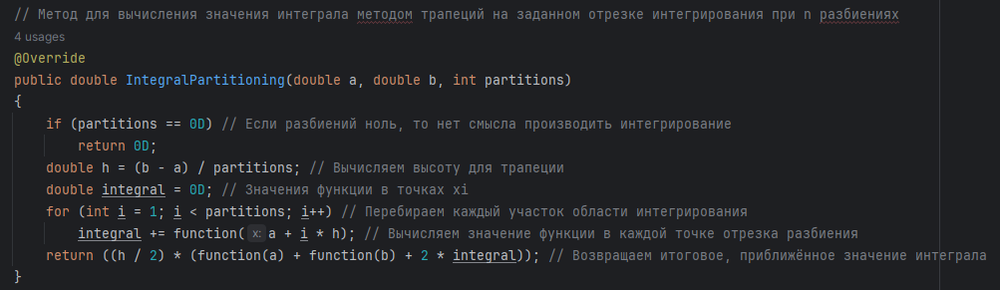 // Метод для вычисления значения интеграла методом трапеций на заданном отрезке интегрирования при n разбиениях
4 usages
@Override
public double IntegralPartitioning(double a, double b, int partitions)
{
    if (partitions == 0D) // Если разбиений ноль, то нет смысла производить интегрирование
        return 0D;
    double h = (b - a) / partitions; // Вычисляем высоту для трапеции
    double integral = 0D; // Значения функции в точках xi
    for (int i = 1; i < partitions; i++) // Перебираем каждый участок области интегрирования
        integral += function( x: a + i * h); // Вычисляем значение функции в каждой точке отрезка разбиения
    return ((h / 2) * (function(a) + function(b) + 2 * integral)); // Возвращаем итоговое, приближённое значение интеграла
}